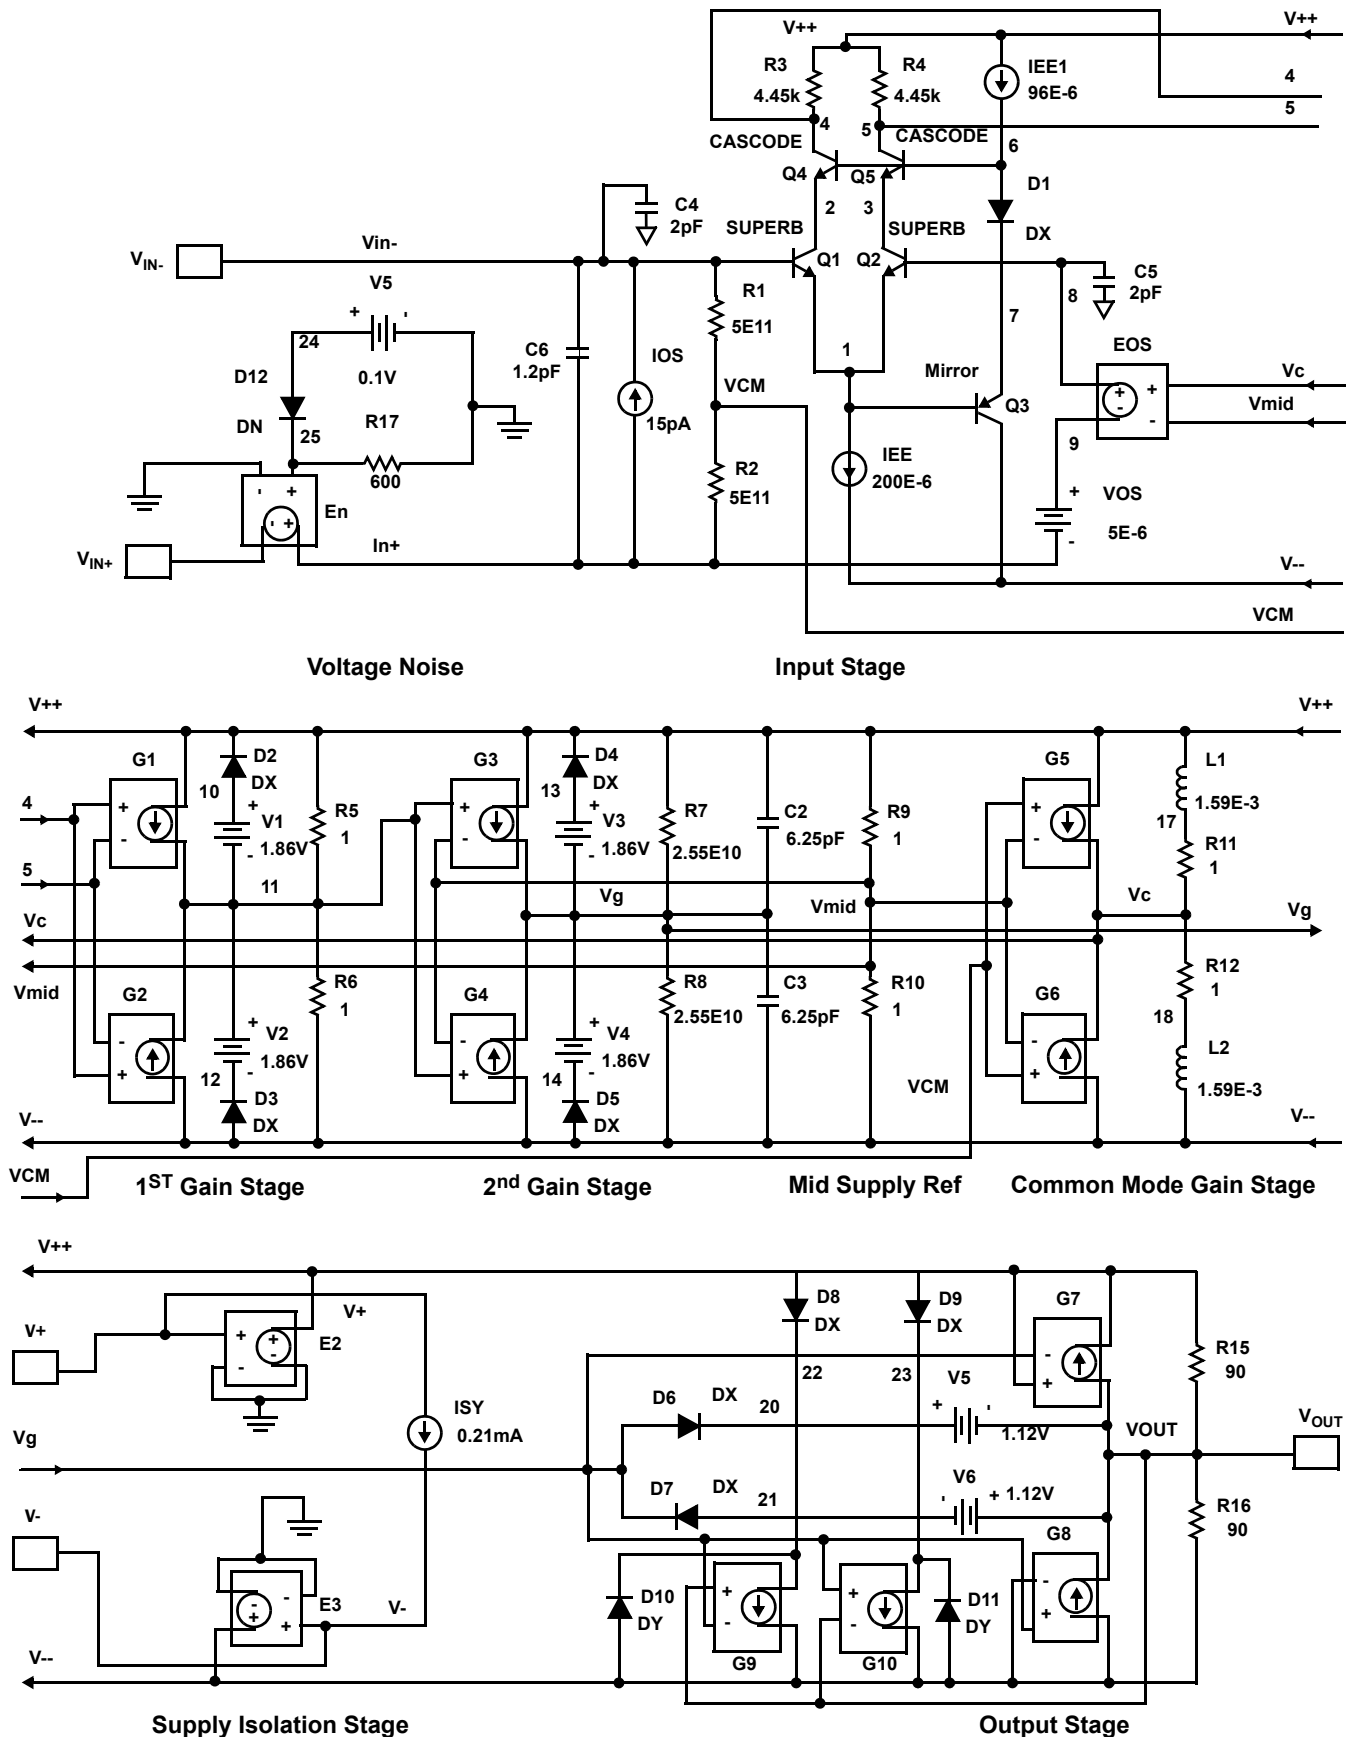 V++
V++
R3
4.45k
R4
4.45k
IEE1
96E-6
4
5
4
5
6
CASCODE
CASCODE
Q4
Q5
D1
DX
C4
2pF
2
3
SUPERB
SUPERB
VIN-
Vin-
Q1
Q2
C5
2pF
8
7
V5
+
-
24
0.1V
R1
5E11
1
EOS
C6
1.2pF
IOS
15pA
D12
DN
VCM
Mirror
Q3
+
-
+
-
Vc
Vmid
R17
600
25
9
R2
5E11
IEE
200E-6
+
VOS
5E-6
-
-
+
En
- +
VIN+
In+
V--
VCM
Voltage Noise
Input Stage
V++
V++
G1
D2
DX
G3
D4
DX
G5
L1
1.59E-3
10
13
17
4
+
-
+
V1
1.86V
-
R5
1
+
-
+
V3
1.86V
-
R7
2.55E10
C2
6.25pF
R9
1
+
-
R11
1
5
11
Vg
Vmid
Vc
Vg
Vc
Vmid
G2
R6
1
G4
R8
2.55E10
C3
6.25pF
R10
1
G6
R12
1
18
-
+
+
V2
1.86V
-
-
+
+
V4
1.86V
-
-
+
L2
1.59E-3
12
D3
DX
14
D5
DX
VCM
V--
V--
VCM
1ST Gain Stage
2nd Gain Stage
Mid Supply Ref
Common Mode Gain Stage
V++
V+
V+
+
-
+
-
E2
D8
DX
D9
DX
G7
-
+
R15
90
22
23
ISY
0.21mA
D6
DX
20
V5
+
-
1.12V
VOUT
VOUT
Vg
D7
DX
21
V6
-
+ 1.12V
R16
90
V-
G8
-
+
-
+
E3
V-
D10
DY
+
-
G9
+
-
G10
D11
DY
-
+
V--
Supply Isolation Stage
Output Stage